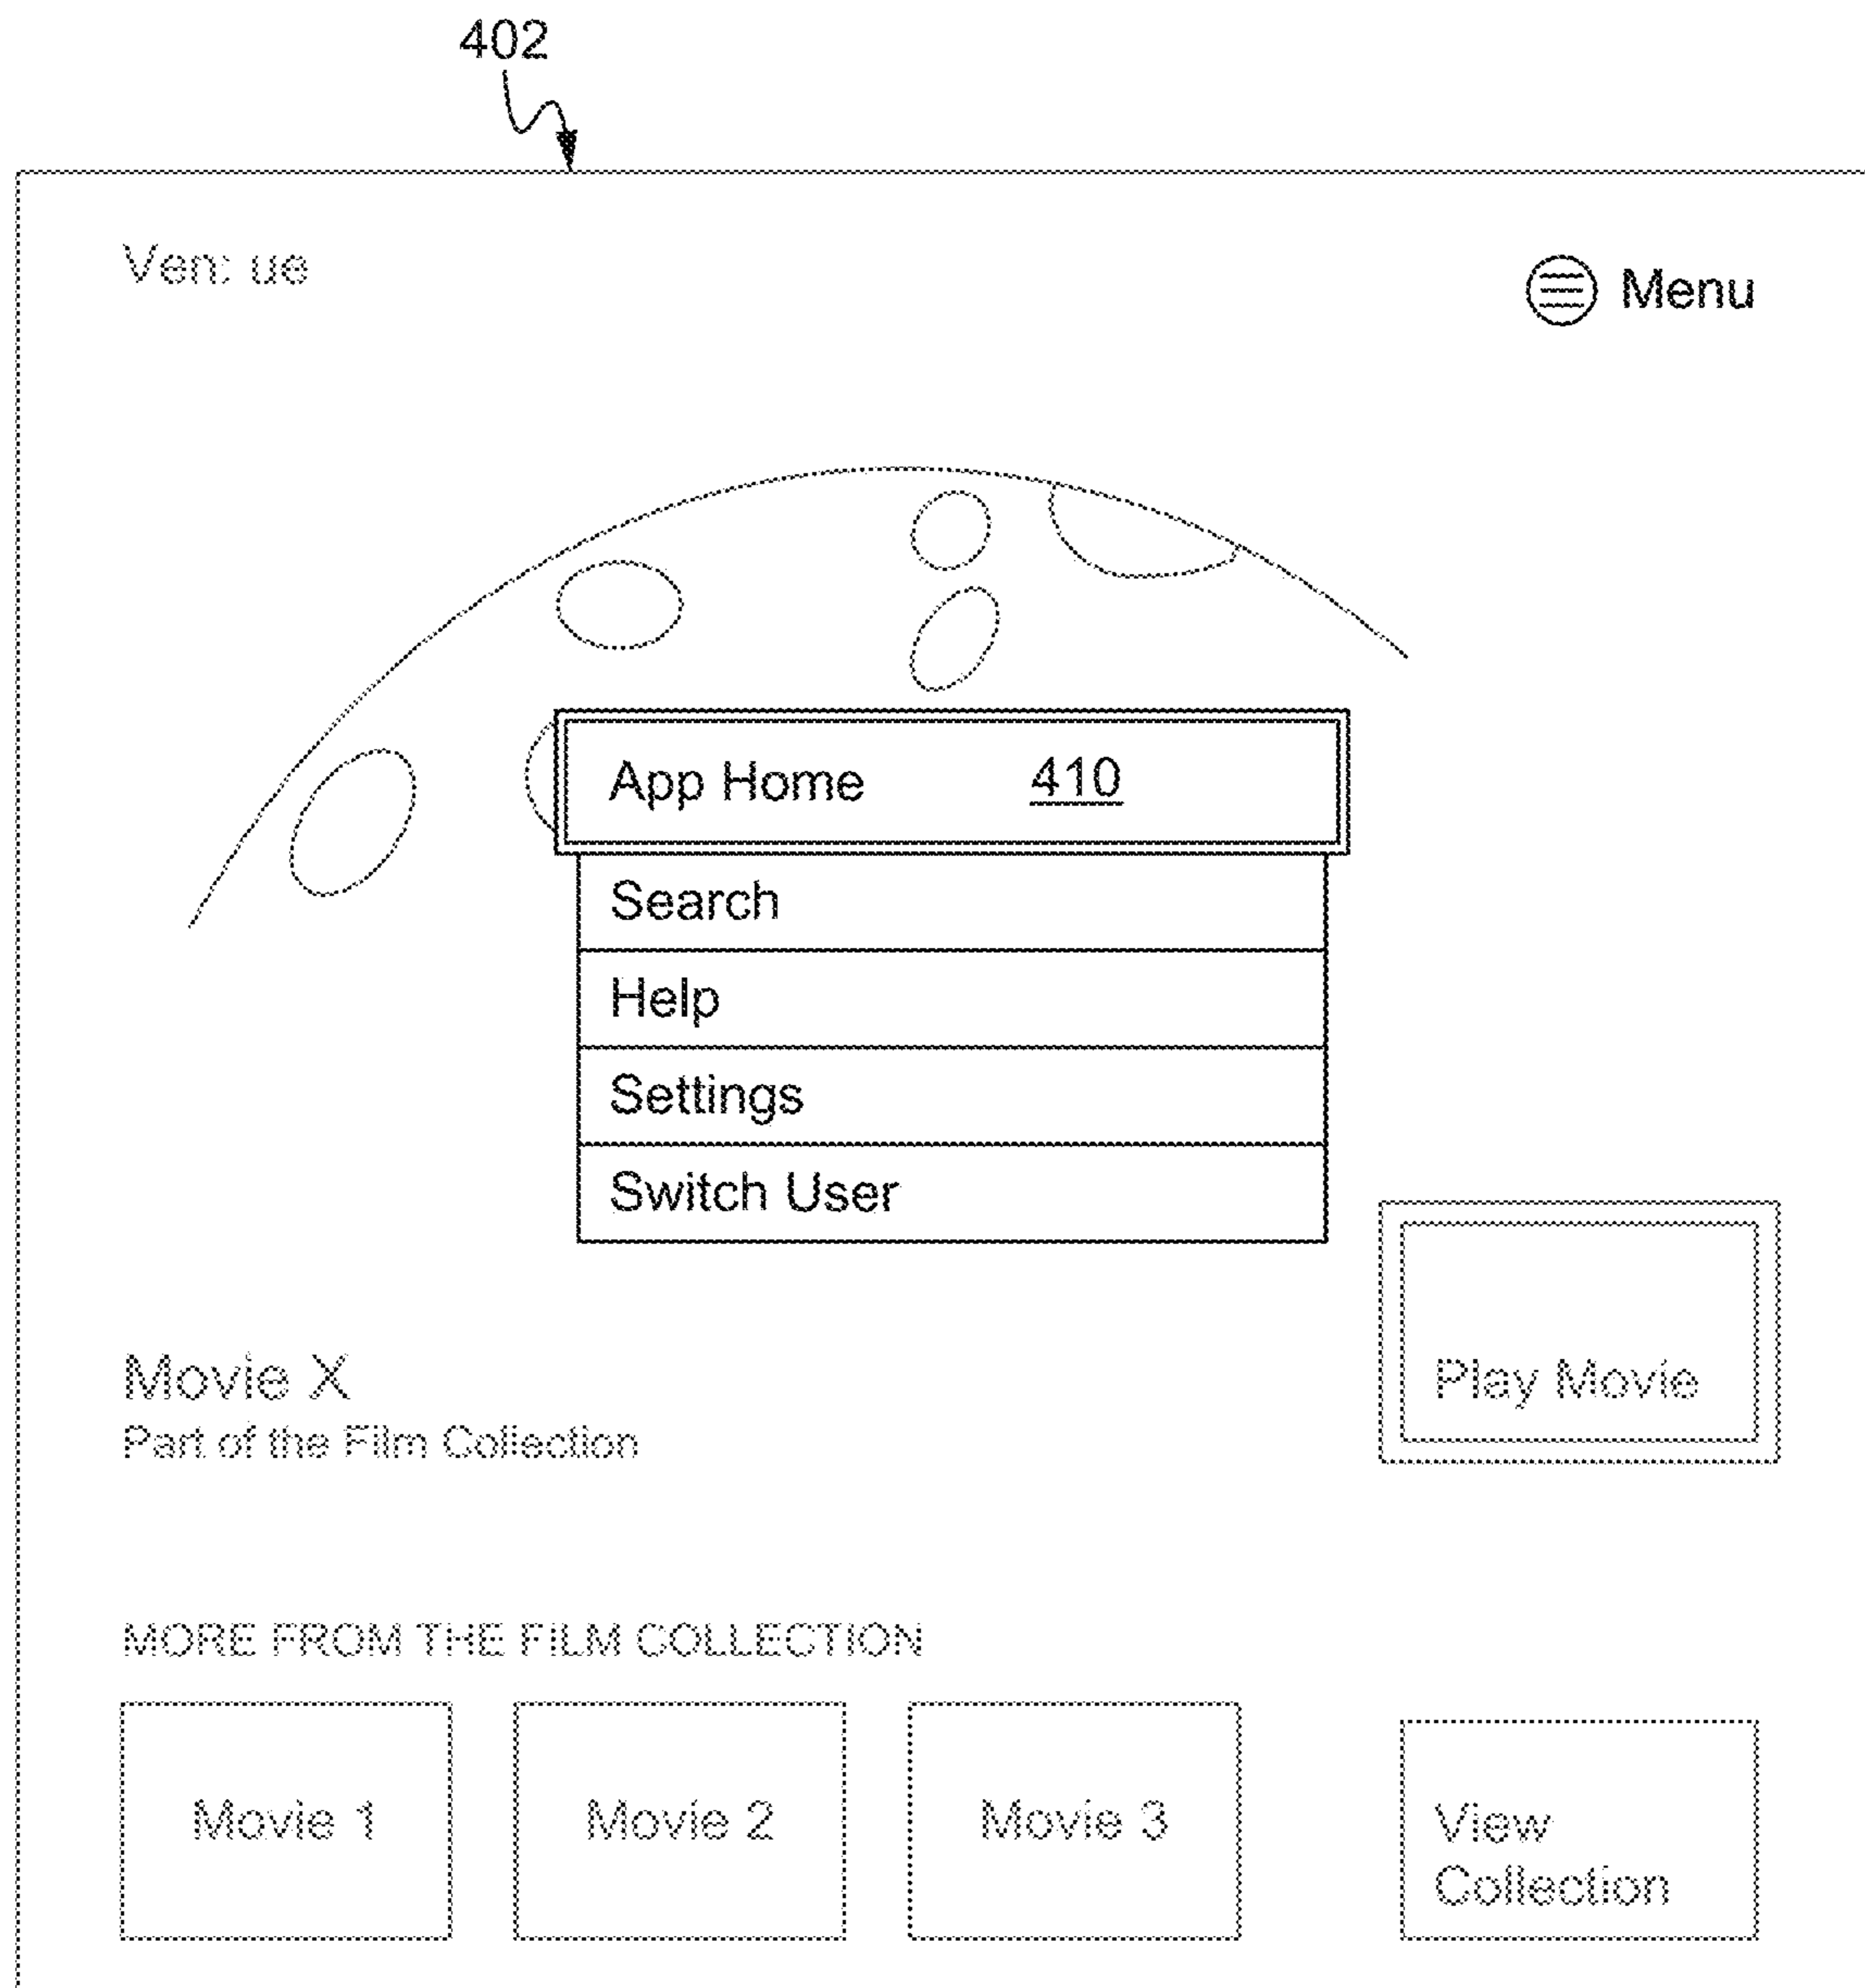 402
Ven: ue
Menu
App Home 410
Search
Help
Settings
Switch User
Movie X
Part of the Film Collection
Play Movie
MORE FROM THE FILM COLLECTION
Movie 1
Movie 2
Movie 3
View
Collection